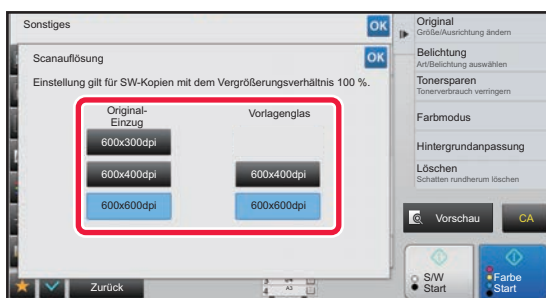 Sonstiges
OK
Scanauflösung
OK
Einstellung gilt für SW-Kopien mit dem Vergrößerungsverhältnis 100 %.
Original-
Einzug
Vorlagenglas
600x300dpi
600x400dpi
600x400dpi
600x600dpi
600x600dpi
Zurück
A3
4
Original
Größe/Ausrichtung ändern
Belichtung
Art/Belichtung auswählen
Tonersparen
Tonerverbrauch verringern
Farbmodus
Hintergrundanpassung
Löschen
Schatten rundherum löschen
Vorschau
CA
S/W
Start
Farbe
Start